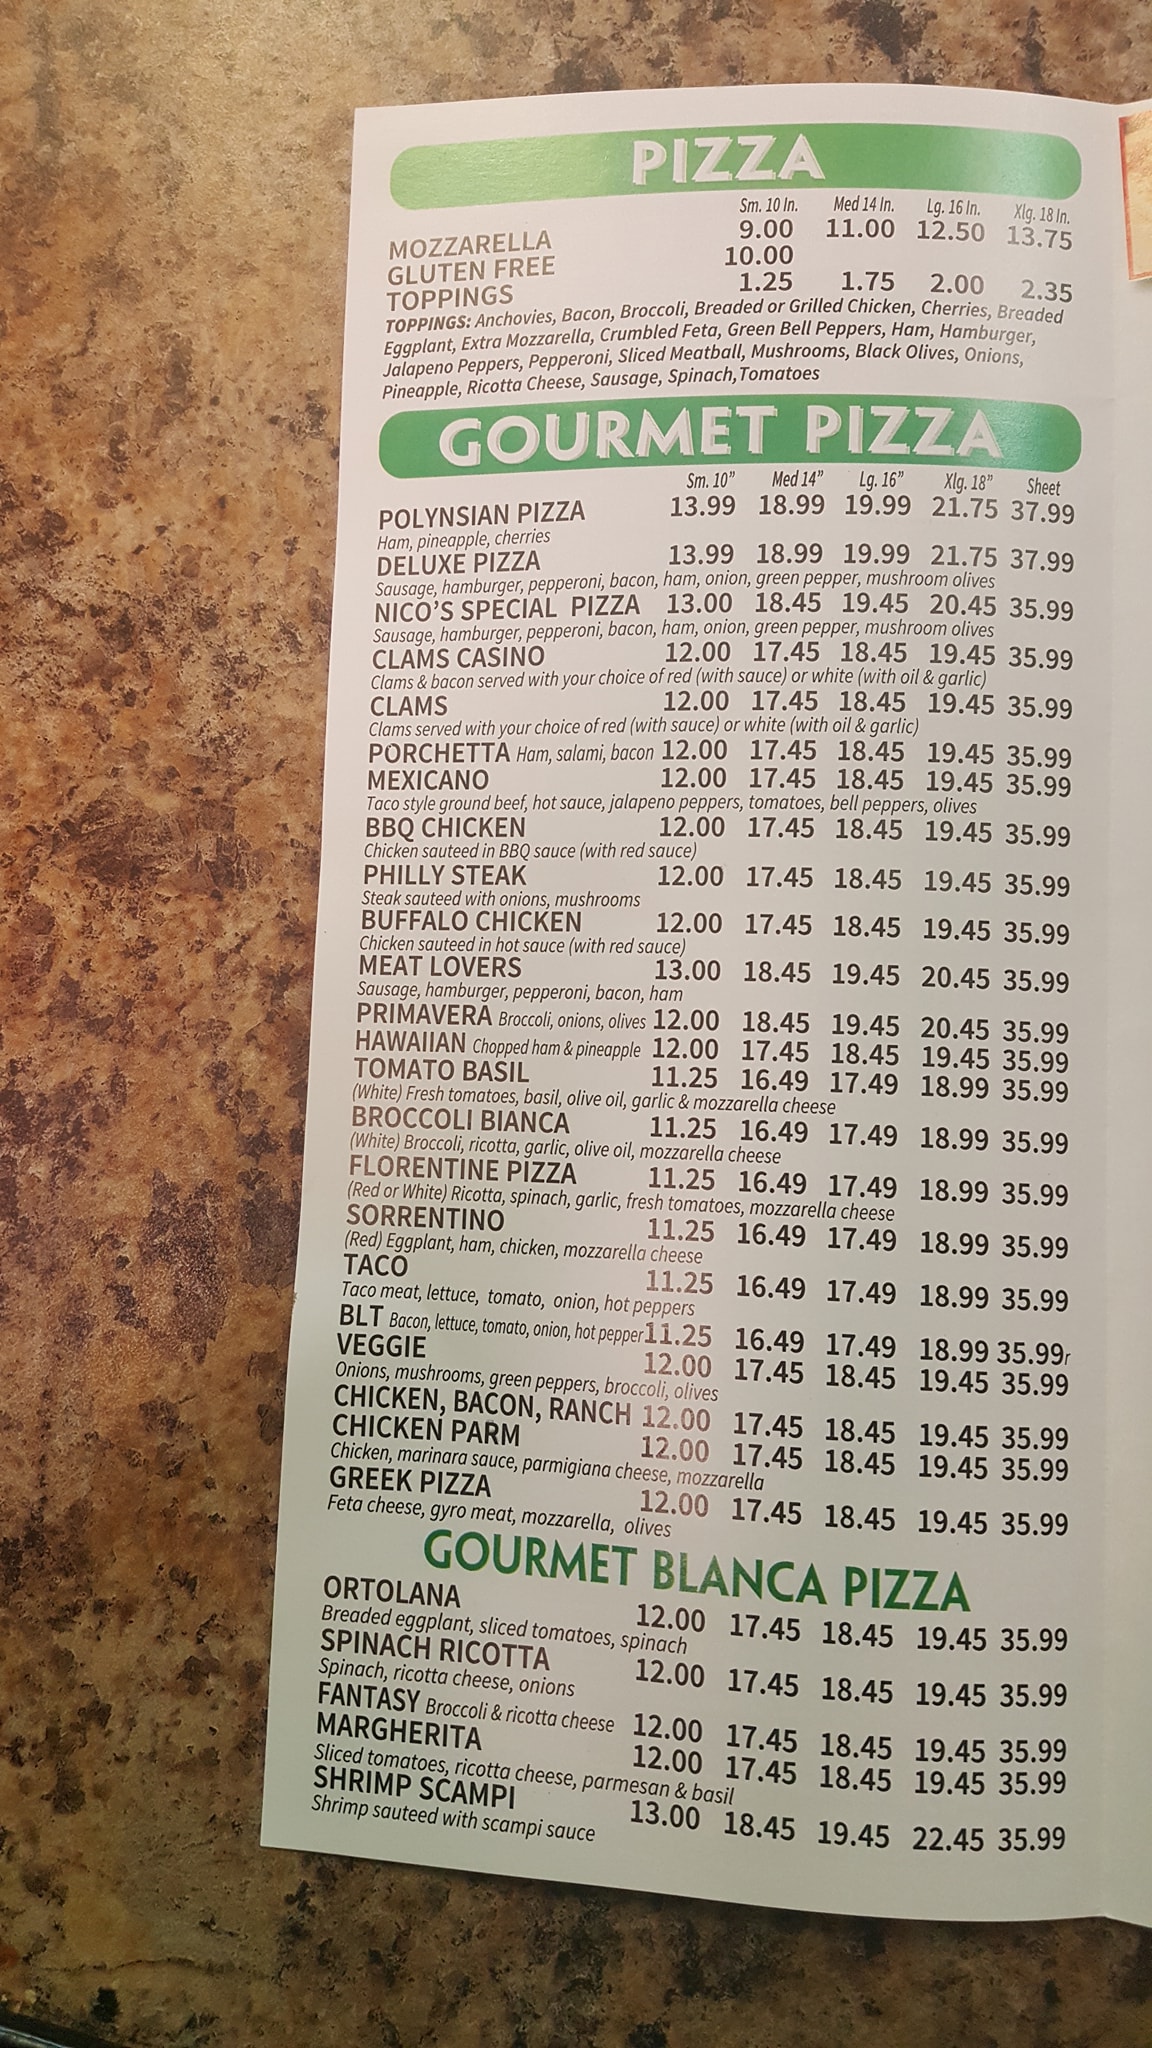 PIZZA
Sm. 10 In. Med 14 In. Lg. 16 In. Xlg. 18 In.
MOZZARELLA 9.00 11.00 12.50 13.75
GLUTEN FREE 10.00
TOPPINGS 1.25 1.75 2.00 2.35
TOPPINGS: Anchovies, Bacon, Broccoli, Breaded or Grilled Chicken, Cherries, Breaded
Eggplant, Extra Mozzarella, Crumbled Feta, Green Bell Peppers, Ham, Hamburger,
Jalapeno Peppers, Pepperoni, Sliced Meatball, Mushrooms, Black Olives, Onions,
Pineapple, Ricotta Cheese, Sausage, Spinach, Tomatoes
GOURMET PIZZA
Sm. 10" Med 14" Lg. 16" Xlg. 18" Sheet
POLYNSIAN PIZZA 13.99 18.99 19.99 21.75 37.99
Ham, pineapple, cherries
DELUXE PIZZA 13.99 18.99 19.99 21.75 37.99
Sausage, hamburger, pepperoni, bacon, ham, onion, green pepper, mushroom olives
NICO'S SPECIAL PIZZA 13.00 18.45 19.45 20.45 35.99
Sausage, hamburger, pepperoni, bacon, ham, onion, green pepper, mushroom olives
CLAMS CASINO 12.00 17.45 18.45 19.45 35.99
Clams & bacon served with your choice of red (with sauce) or white (with oil & garlic)
CLAMS 12.00 17.45 18.45 19.45 35.99
Clams served with your choice of red (with sauce) or white (with oil & garlic)
PORCHETTA Ham, salami, bacon 12.00 17.45 18.45 19.45 35.99
MEXICANO 12.00 17.45 18.45 19.45 35.99
Taco style ground beef, hot sauce, jalapeno peppers, tomatoes, bell peppers, olives
BBQ CHICKEN 12.00 17.45 18.45 19.45 35.99
Chicken sauteed in BBQ sauce (with red sauce)
PHILLY STEAK 12.00 17.45 18.45 19.45 35.99
Steak sauteed with onions, mushrooms
BUFFALO CHICKEN 12.00 17.45 18.45 19.45 35.99
Chicken sauteed in hot sauce (with red sauce)
MEAT LOVERS 13.00 18.45 19.45 20.45 35.99
Sausage, hamburger, pepperoni, bacon, ham
PRIMAVERA Broccoli, onions, olives 12.00 18.45 19.45 20.45 35.99
HAWAIIAN Chopped ham & pineapple 12.00 17.45 18.45 19.45 35.99
TOMATO BASIL 11.25 16.49 17.49 18.99 35.99
(White) Fresh tomatoes, basil, olive oil, garlic & mozzarella cheese
BROCCOLI BIANCA 11.25 16.49 17.49 18.99 35.99
(White) Broccoli, ricotta, garlic, olive oil, mozzarella cheese
FLORENTINE PIZZA 11.25 16.49 17.49 18.99 35.99
(Red or White) Ricotta, spinach, garlic, fresh tomatoes, mozzarella cheese
SORRENTINO 11.25 16.49 17.49 18.99 35.99
(Red) Eggplant, ham, chicken, mozzarella cheese
TACO 11.25 16.49 17.49 18.99 35.99
Taco meat, lettuce, tomato, onion, hot peppers
BLT Bacon, lettuce, tomato, onion, hot pepper 11.25 16.49 17.49 18.99 35.99r
VEGGIE 12.00 17.45 18.45 19.45 35.99
Onions, mushrooms, green peppers, broccoli, olives
CHICKEN, BACON, RANCH 12.00 17.45 18.45 19.45 35.99
CHICKEN PARM 12.00 17.45 18.45 19.45 35.99
Chicken, marinara sauce, parmigiana cheese, mozzarella
GREEK PIZZA 12.00 17.45 18.45 19.45 35.99
Feta cheese, gyro meat, mozzarella, olives
GOURMET BLANCA PIZZA
ORTOLANA 12.00 17.45 18.45 19.45 35.99
Breaded eggplant, sliced tomatoes, spinach
SPINACH RICOTTA 12.00 17.45 18.45 19.45 35.99
Spinach, ricotta cheese, onions
FANTASY Broccoli & ricotta cheese 12.00 17.45 18.45 19.45 35.99
MARGHERITA 12.00 17.45 18.45 19.45 35.99
Sliced tomatoes, ricotta cheese, parmesan & basil
SHRIMP SCAMPI 13.00 18.45 19.45 22.45 35.99
Shrimp sauteed with scampi sauce